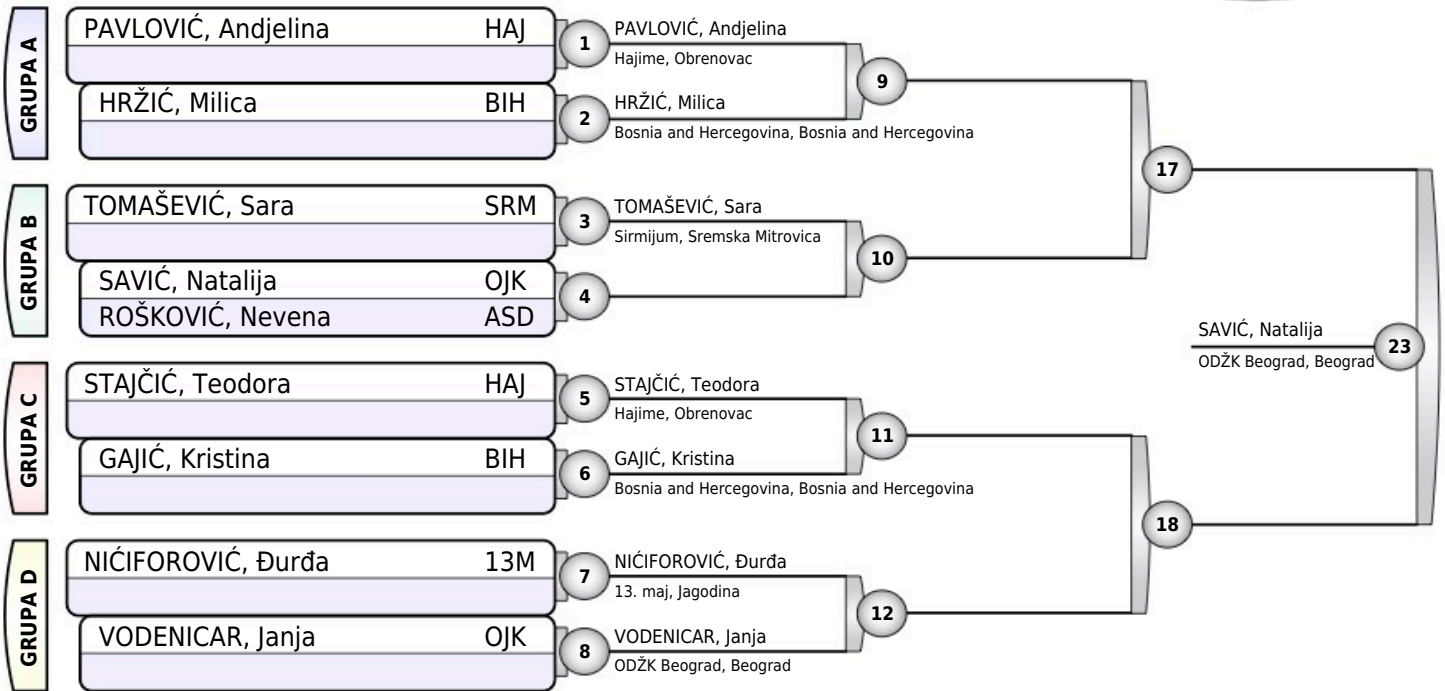 GRUPA A
PAVLOVIĆ, Andjelina HAJ
1
PAVLOVIĆ, Andjelina
Hajime, Obrenovac
9
HRŽIĆ, Milica BIH
2
HRŽIĆ, Milica
Bosnia and Hercegovina, Bosnia and Hercegovina
17
GRUPA B
TOMAŠEVIĆ, Sara SRM
3
TOMAŠEVIĆ, Sara
Sirmijum, Sremska Mitrovica
10
SAVIĆ, Natalija OJK
ROŠKOVIĆ, Nevena ASD
4
SAVIĆ, Natalija
ODŽK Beograd, Beograd
23
GRUPA C
STAJČIĆ, Teodora HAJ
5
STAJČIĆ, Teodora
Hajime, Obrenovac
11
GAJIĆ, Kristina BIH
6
GAJIĆ, Kristina
Bosnia and Hercegovina, Bosnia and Hercegovina
18
GRUPA D
NIĆIFOROVIĆ, Đurđa 13M
7
NIĆIFOROVIĆ, Đurđa
13. maj, Jagodina
12
VODENICAR, Janja OJK
8
VODENICAR, Janja
ODŽK Beograd, Beograd